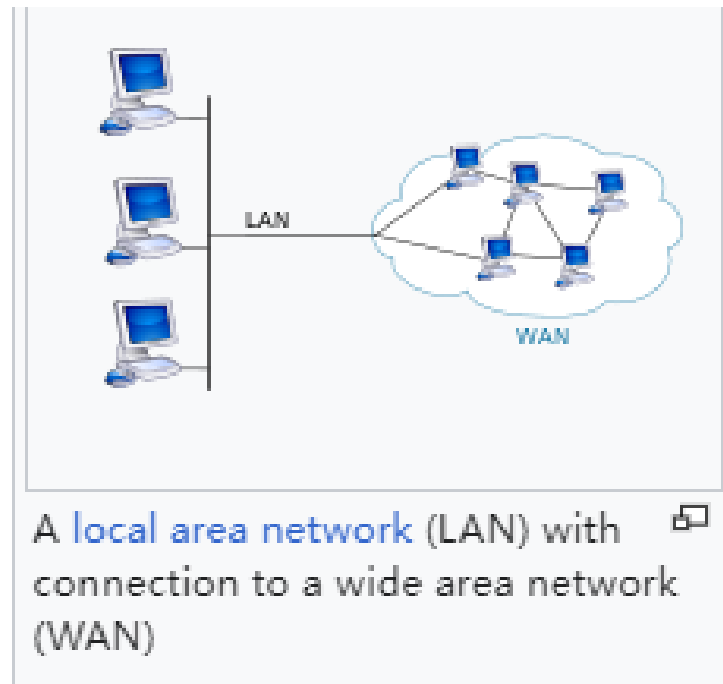 LAN
WAN
A local area network (LAN) with
connection to a wide area network
(WAN)